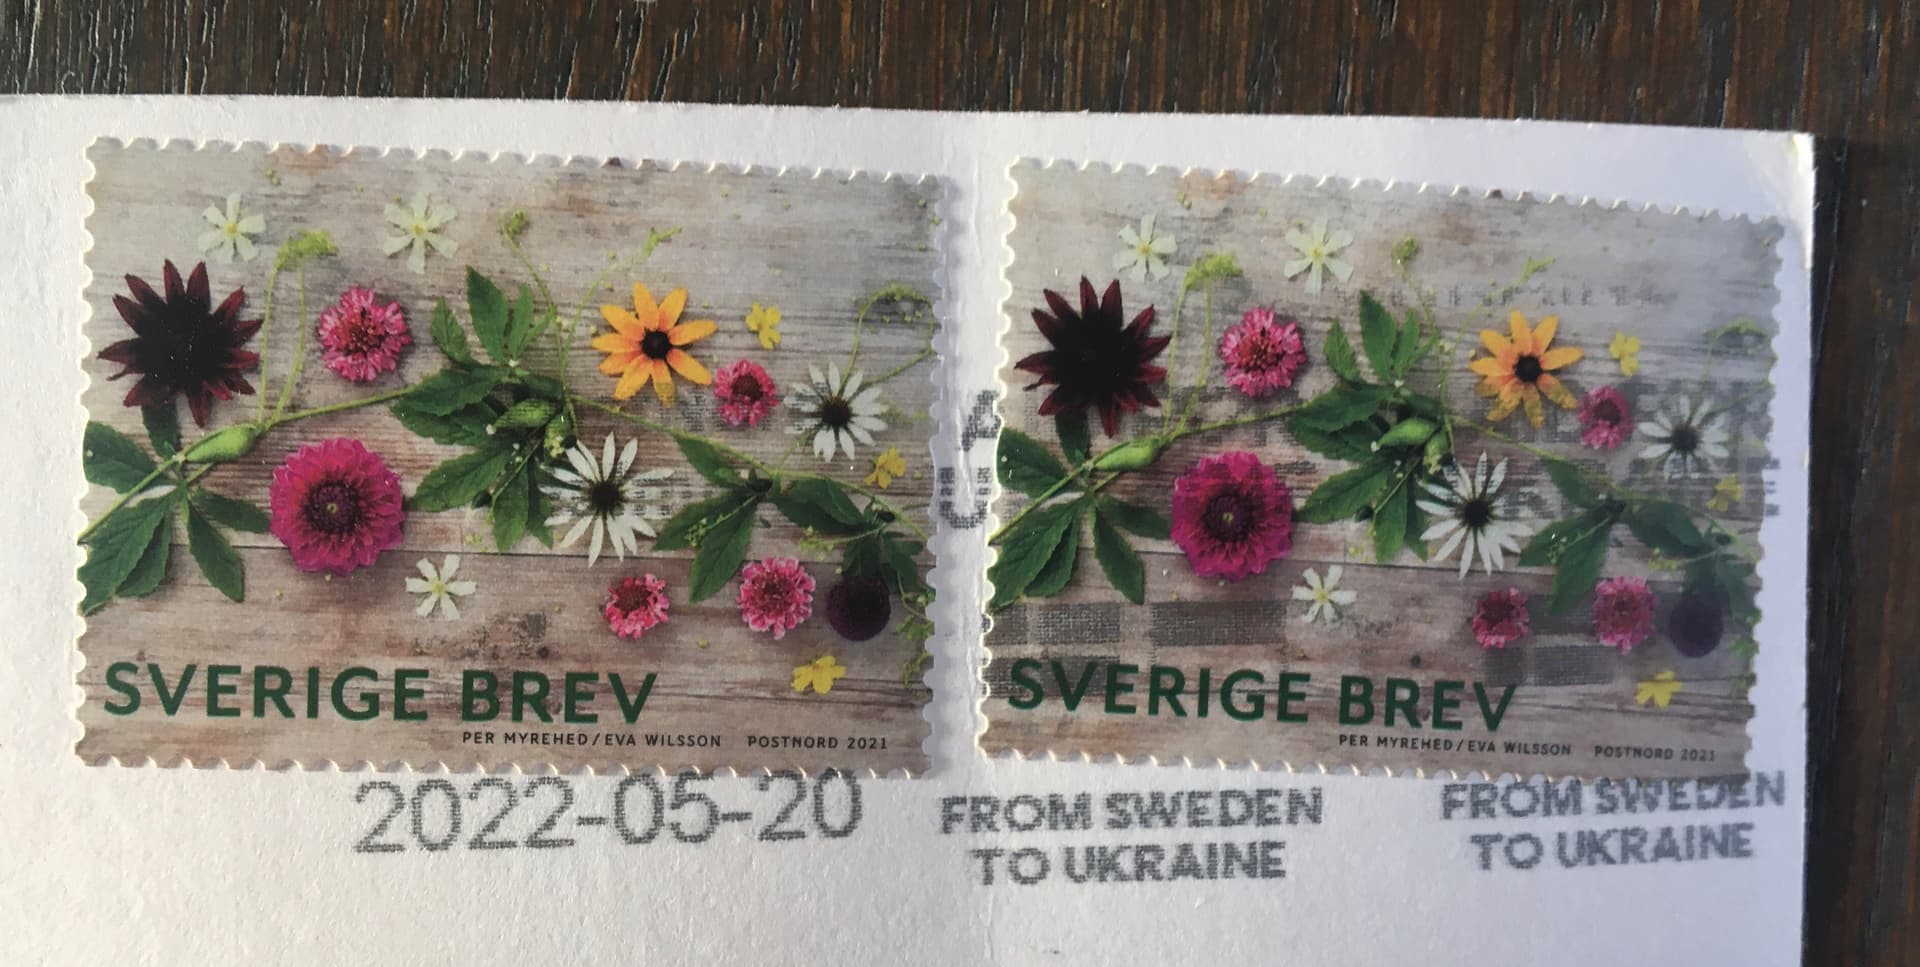 SVERIGE BREV
PER MYREHED/EVA WILSSON POSTNORD 2021
SVERIGE BREV
PER MYREHED/EVA WILSSON POSTNORD 2021
2022-05-20
FROM SWEDEN
TO UKRAINE
FROM SWEDEN
TO UKRAINE